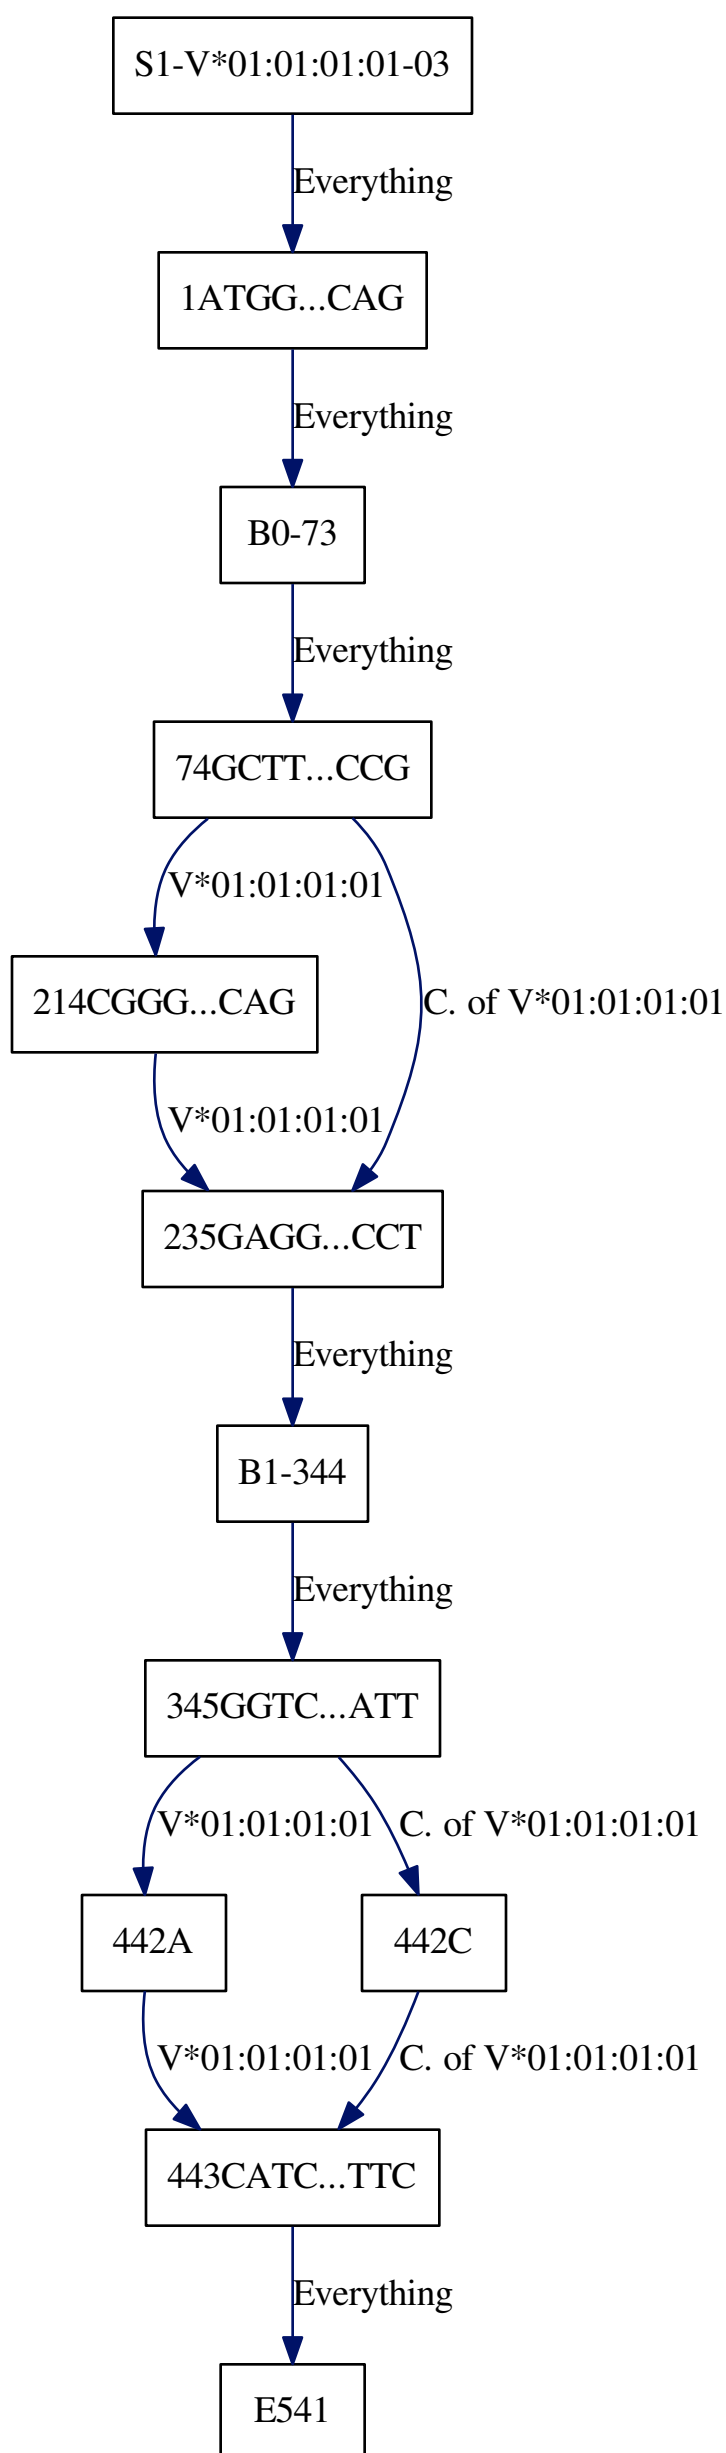 S1-V*01:01:01:01-03
Everything
1ATGG...CAG
Everything
B0-73
Everything
74GCTT...CCG
V*01:01:01:01
214CGGG...CAG
C. of V*01:01:01:01
V*01:01:01:01
235GAGG...CCT
Everything
B1-344
Everything
345GGTC...ATT
V*01:01:01:01
C. of V*01:01:01:01
442A
442C
V*01:01:01:01
C. of V*01:01:01:01
443CATC...TTC
Everything
E541